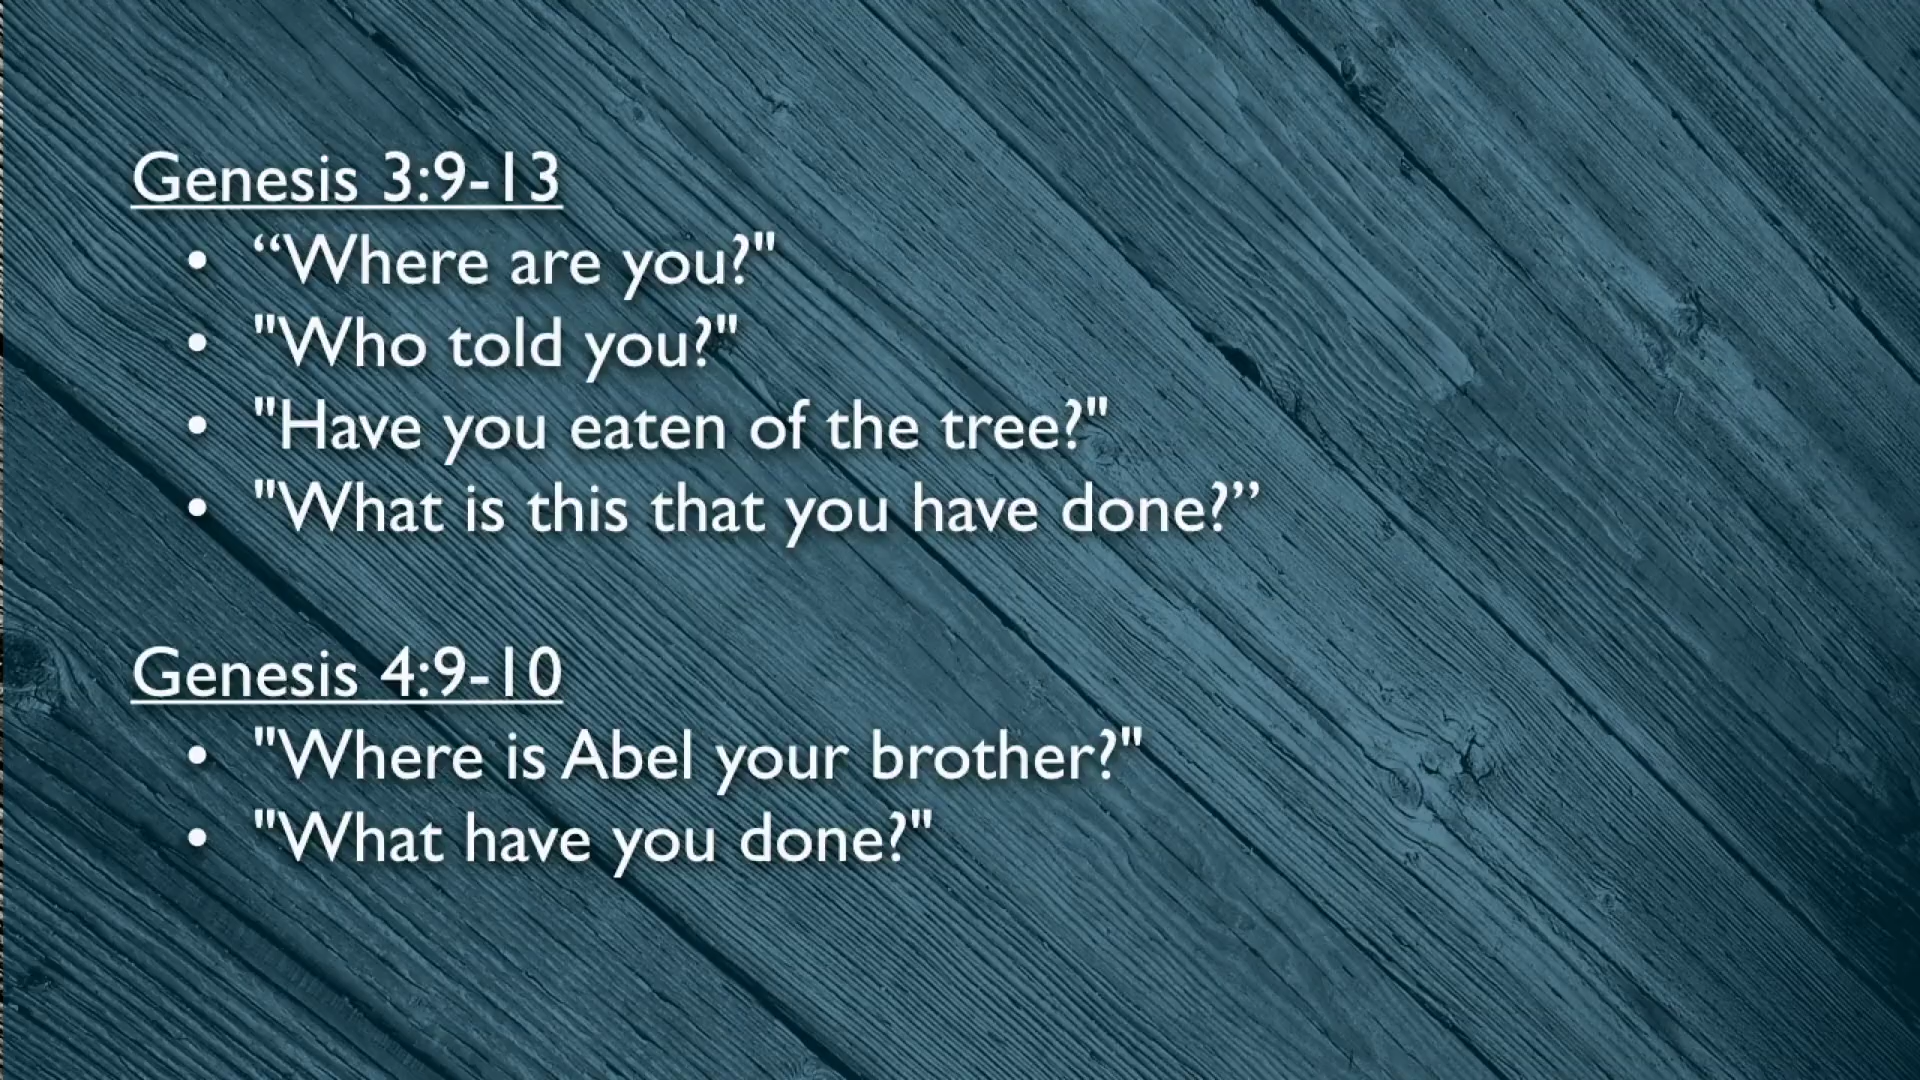 Genesis 3:9-13
• “Where are you?"
• "Who told you?"
• "Have you eaten of the tree?"
• "What is this that you have done?”
Genesis 4:9-10
• "Where is Abel your brother?"
• "What have you done?"